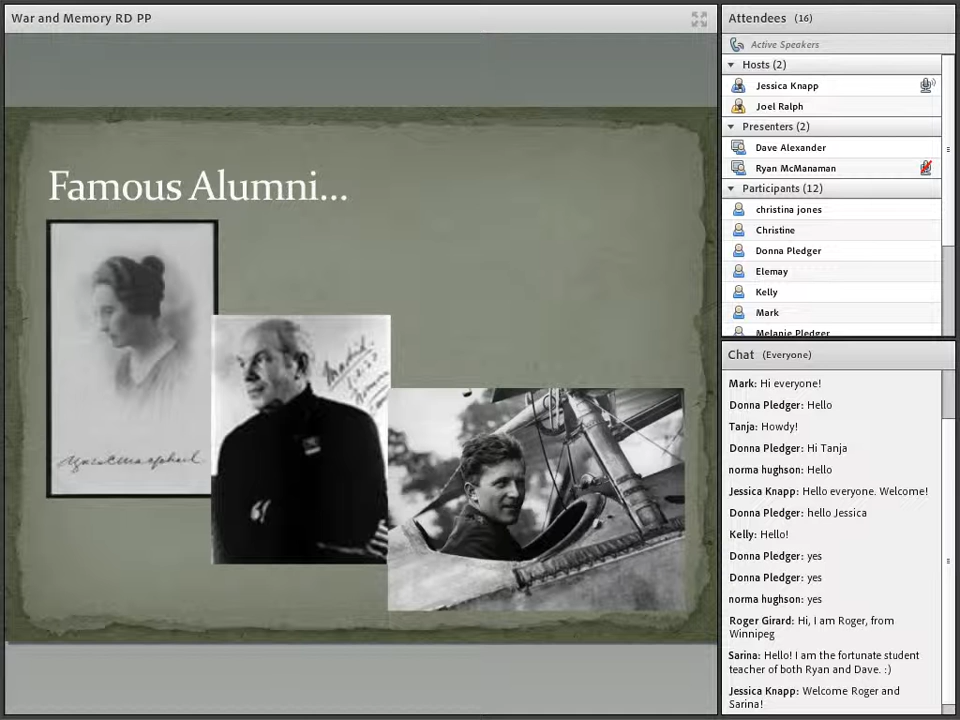 War and Memory RD PP
Famous Alumni...
Attendees (16)
Active Speakers
Hosts (2)
Jessica Knapp
Joel Ralph
Presenters (2)
Dave Alexander
Ryan McManaman
Participants (12)
christina jones
Christine
Donna Pledger
Elemay
Kelly
Mark
Melanie Pledger
Chat (Everyone)
Mark: Hi everyone!
Donna Pledger: Hello
Tanja: Howdy!
Donna Pledger: Hi Tanja
norma hughson: Hello
Jessica Knapp: Hello everyone. Welcome!
Donna Pledger: hello Jessica
Kelly: Hello!
Donna Pledger: yes
Donna Pledger: yes
norma hughson: yes
Roger Girard: Hi, I am Roger, from
Winnipeg
Sarina: Hello! I am the fortunate student
teacher of both Ryan and Dave. :)
Jessica Knapp: Welcome Roger and
Sarina!